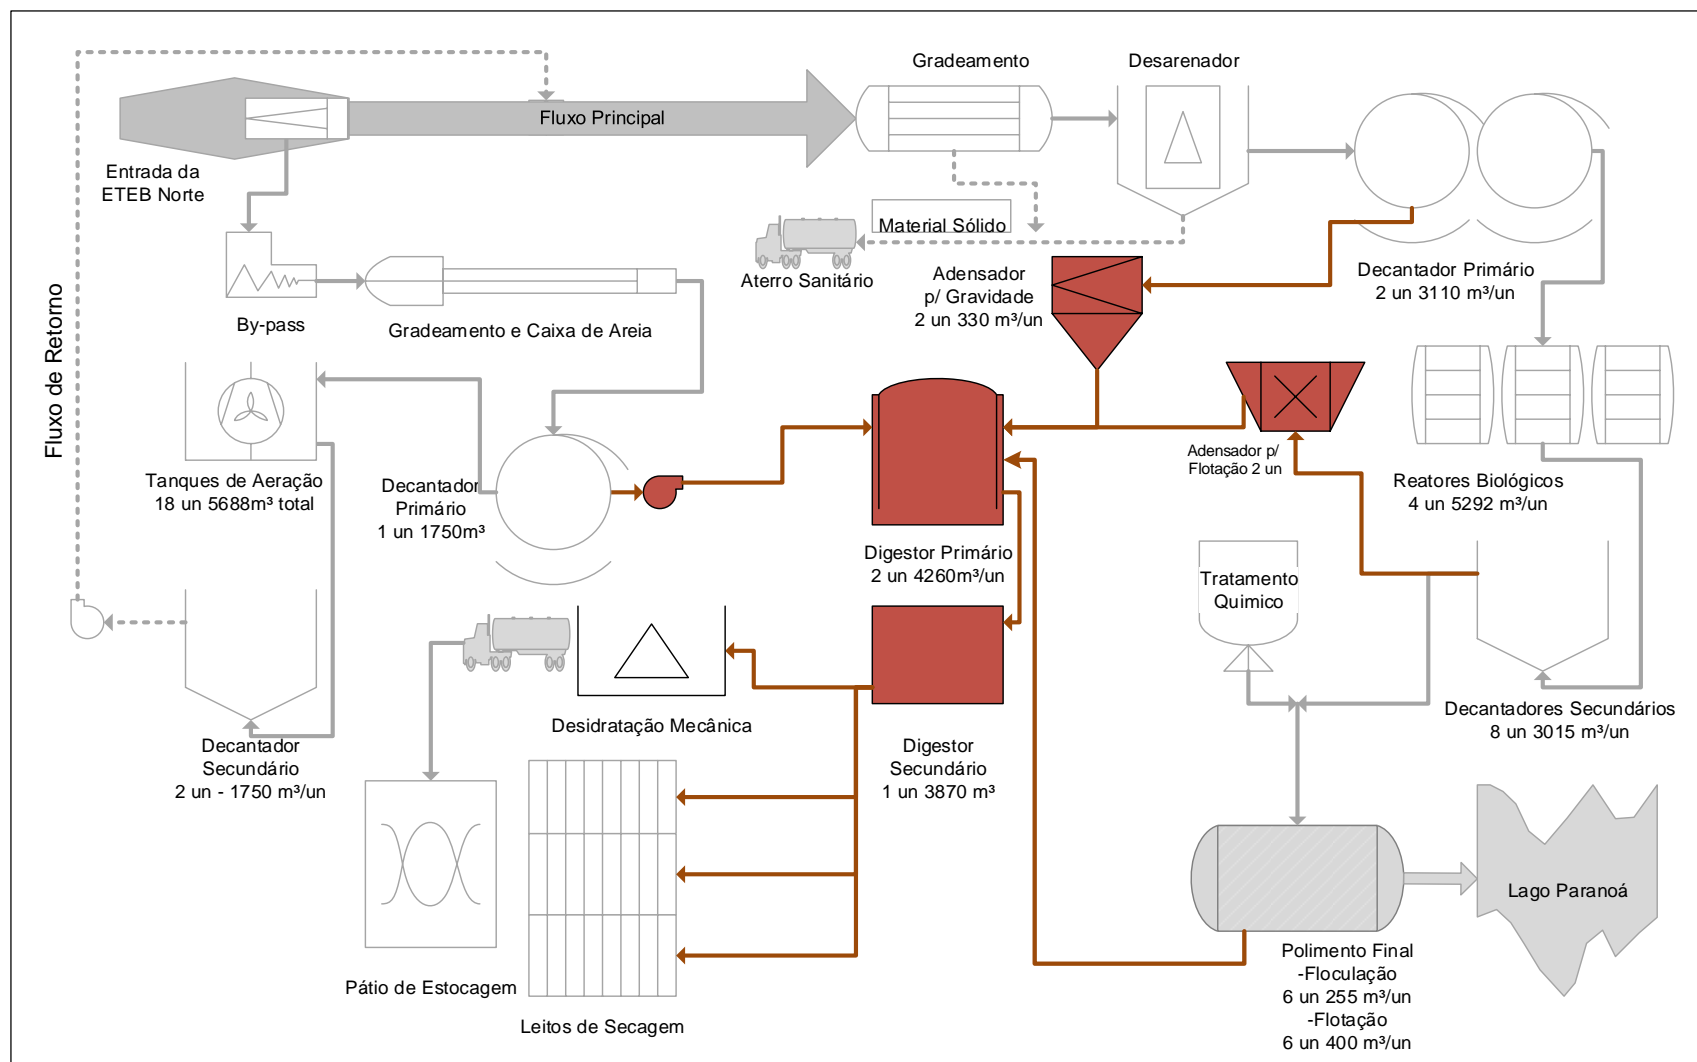 Gradeamento
Desarenador
Fluxo Principal
Entrada da
ETEB Norte
Material Sólido
Aterro Sanitário
Adensador
p/ Gravidade
2 un 330 m³/un
Decantador Primário
2 un 3110 m³/un
By-pass
Gradeamento e Caixa de Areia
Fluxo de Retorno
Tanques de Aeração
18 un 5688m³ total
Decantador
Primário
1 un 1750m³
Adensador p/
Flotação 2 un
Reatores Biológicos
4 un 5292 m³/un
Digestor Primário
2 un 4260m³/un
Tratamento
Quimico
Decantador
Secundário
2 un - 1750 m³/un
Desidratação Mecânica
Digestor
Secundário
1 un 3870 m³
Decantadores Secundários
8 un 3015 m³/un
Lago Paranoá
Pátio de Estocagem
Leitos de Secagem
Polimento Final
-Floculação
6 un 255 m³/un
-Flotação
6 un 400 m³/un